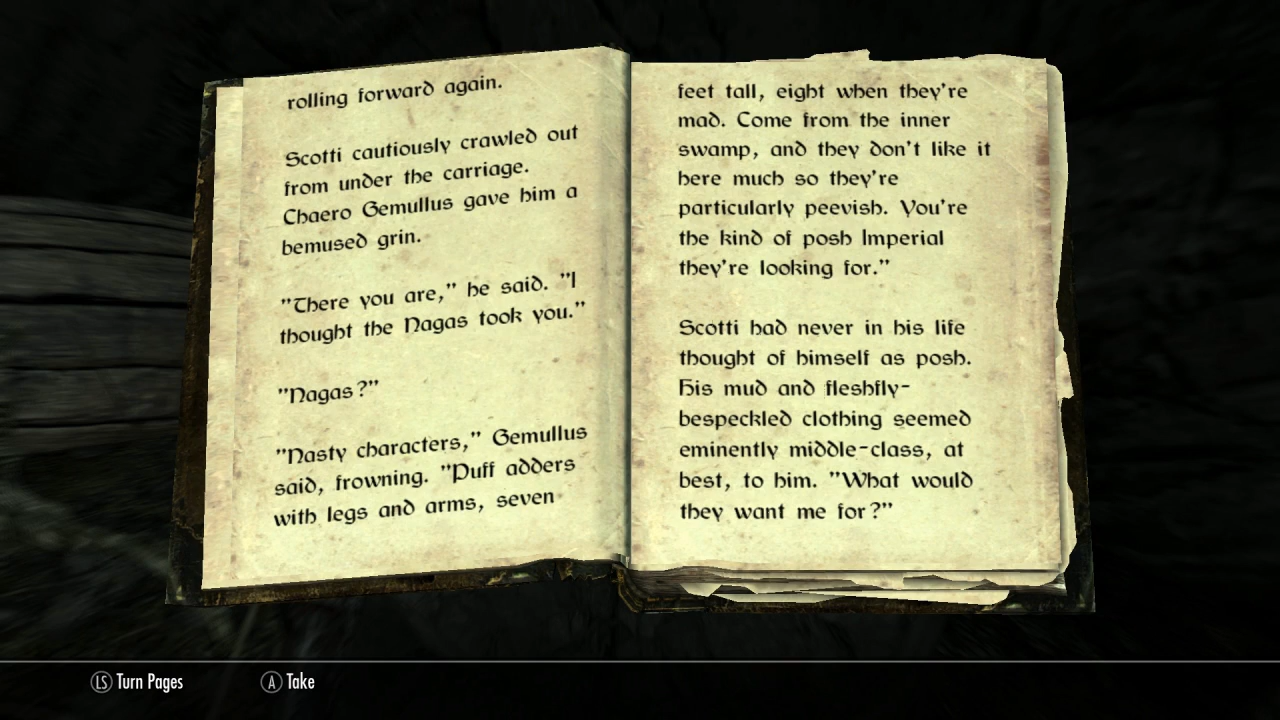 rolling forward again.
Scotti cautiously crawled out
from under the carriage.
Chaero Gemullus gave him a
bemused grin.
"There you are," he said. "I
thought the Nagas took you."
"Nagas?"
"Nasty characters," Gemullus
said, frowning. "Puff adders
with legs and arms, seven
feet tall, eight when they're
mad. Come from the inner
swamp, and they don't like it
here much so they're
particularly peevish. You're
the kind of posh Imperial
they're looking for."
Scotti had never in his life
thought of himself as posh.
His mud and fleshfly-
bespeckled clothing seemed
eminently middle-class, at
best, to him. "What would
they want me for?"
LS Turn Pages
A Take